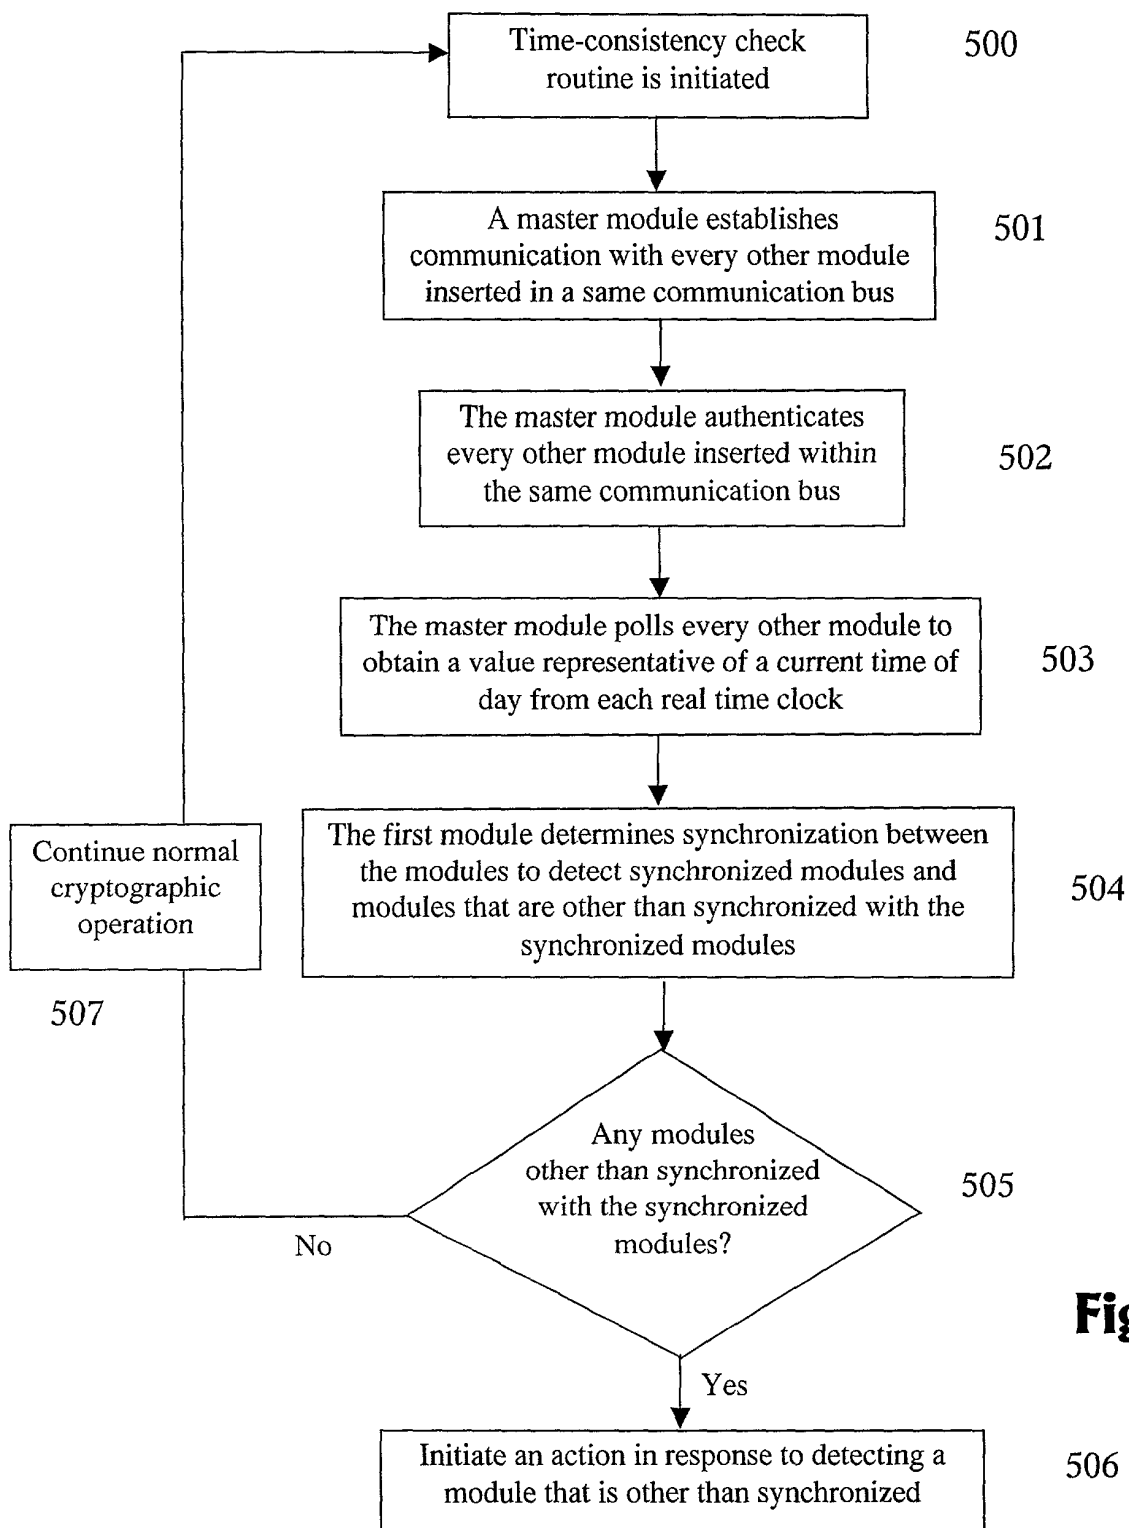 Time-consistency check
routine is initiated
500
A master module establishes
communication with every other module
inserted in a same communication bus
501
The master module authenticates
every other module inserted within
the same communication bus
502
The master module polls every other module to
obtain a value representative of a current time of
day from each real time clock
503
The first module determines synchronization between
the modules to detect synchronized modules and
modules that are other than synchronized with the
synchronized modules
504
Continue normal
cryptographic
operation
507
Any modules
other than synchronized
with the synchronized
modules?
505
No
Yes
Fig
Initiate an action in response to detecting a
module that is other than synchronized
506